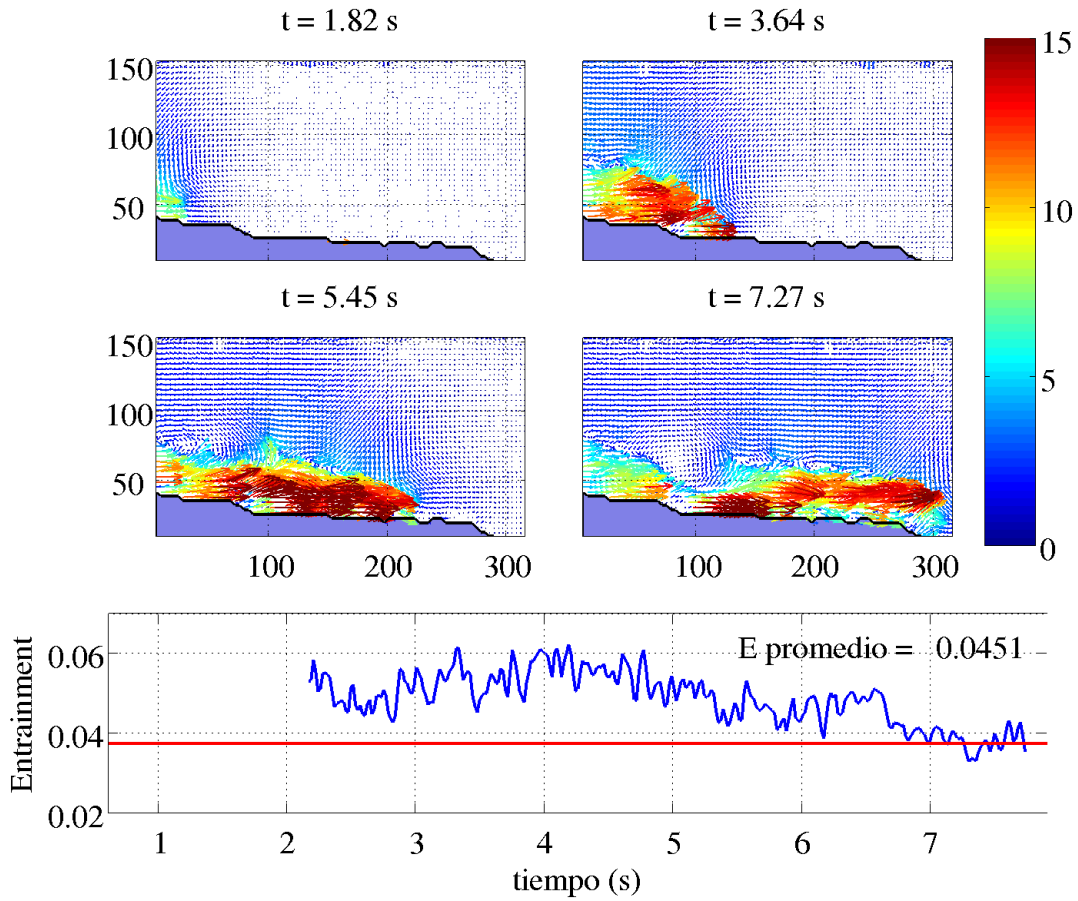 t = 1.82 s
t = 3.64 s
150
100
50
15
10
5
0
t = 5.45 s
t = 7.27 s
150
100
50
100 200 300
100 200 300
Entrainment
0.06
0.04
0.02
E promedio = 0.0451
1 2 3 4 5 6 7
tiempo (s)